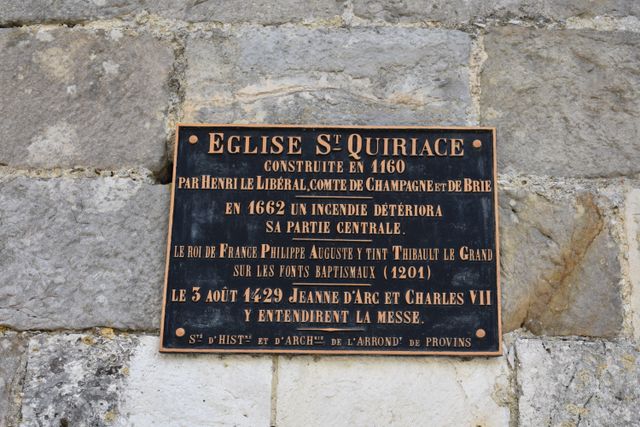 EGLISE ST QUIRIACE
CONSTRUITE EN 1160
PAR HENRI LE LIBÉRAL, COMTE DE CHAMPAGNE ET DE BRIE
EN 1662 UN INCENDIE DÉTÉRIORA
SA PARTIE CENTRALE.
LE ROI DE FRANCE PHILIPPE AUGUSTE Y TINT THIBAULT LE GRAND
SUR LES FONTS BAPTISMAUX (1201)
LE 3 AOÛT 1429 JEANNE D'ARC ET CHARLES VII
Y ENTENDIRENT LA MESSE.
STÉ D'HISTRE ET D'ARCHGIE DE L'ARRONDT DE PROVINS